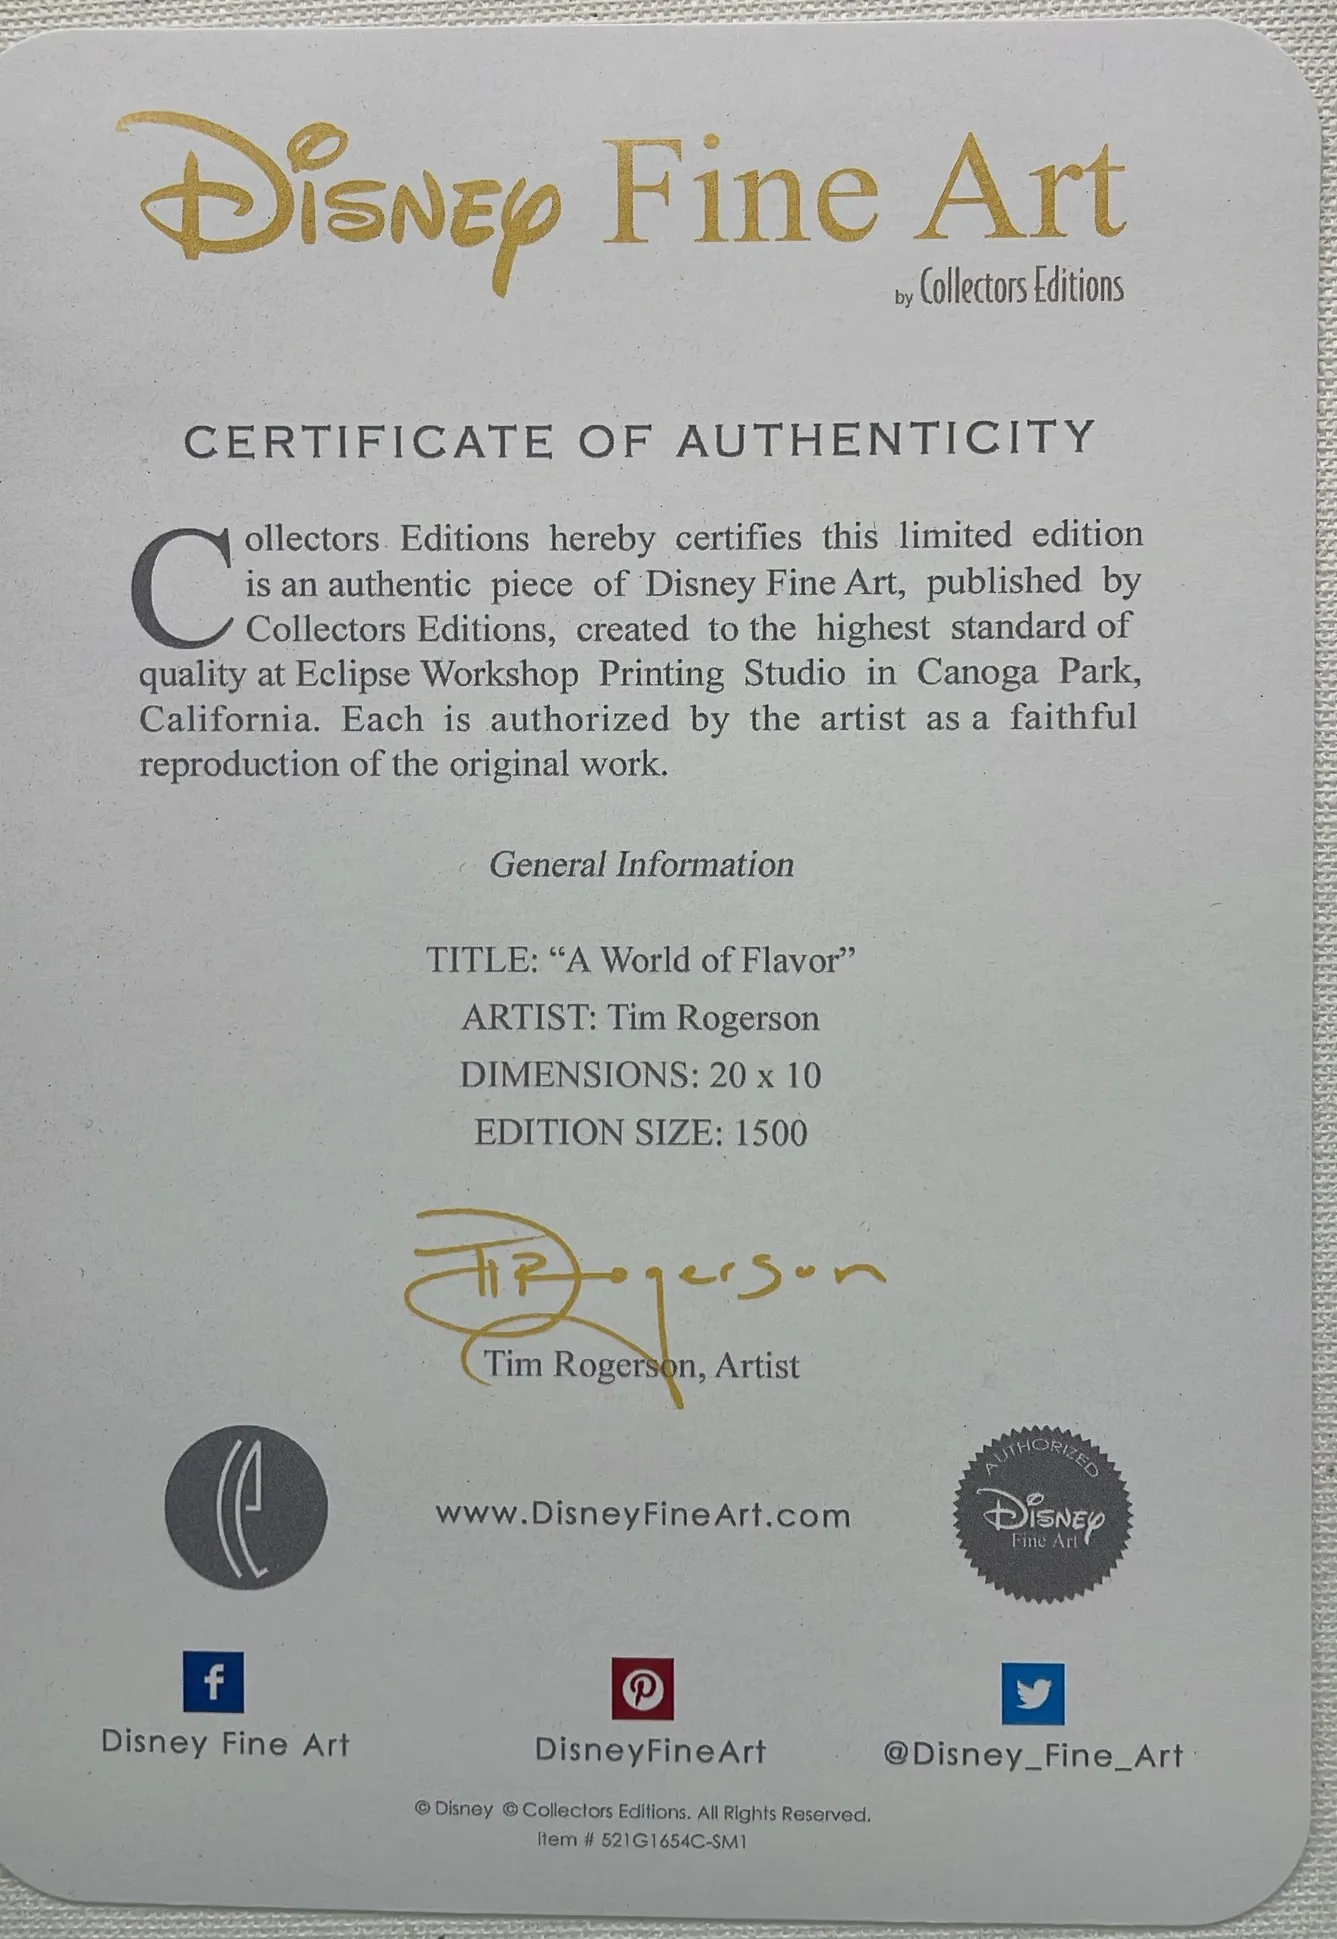 Disney Fine Art
by Collectors Editions
CERTIFICATE OF AUTHENTICITY
Collectors Editions hereby certifies this limited edition
is an authentic piece of Disney Fine Art, published by
Collectors Editions, created to the highest standard of
quality at Eclipse Workshop Printing Studio in Canoga Park,
California. Each is authorized by the artist as a faithful
reproduction of the original work.
General Information
TITLE: “A World of Flavor”
ARTIST: Tim Rogerson
DIMENSIONS: 20 x 10
EDITION SIZE: 1500
Tim Rogerson
Tim Rogerson, Artist
www.DisneyFineArt.com
AUTHORIZED
Disney
Fine Art
Disney Fine Art
DisneyFineArt
@Disney_Fine_Art
© Disney © Collectors Editions. All Rights Reserved.
Item # 521G1654C-SM1